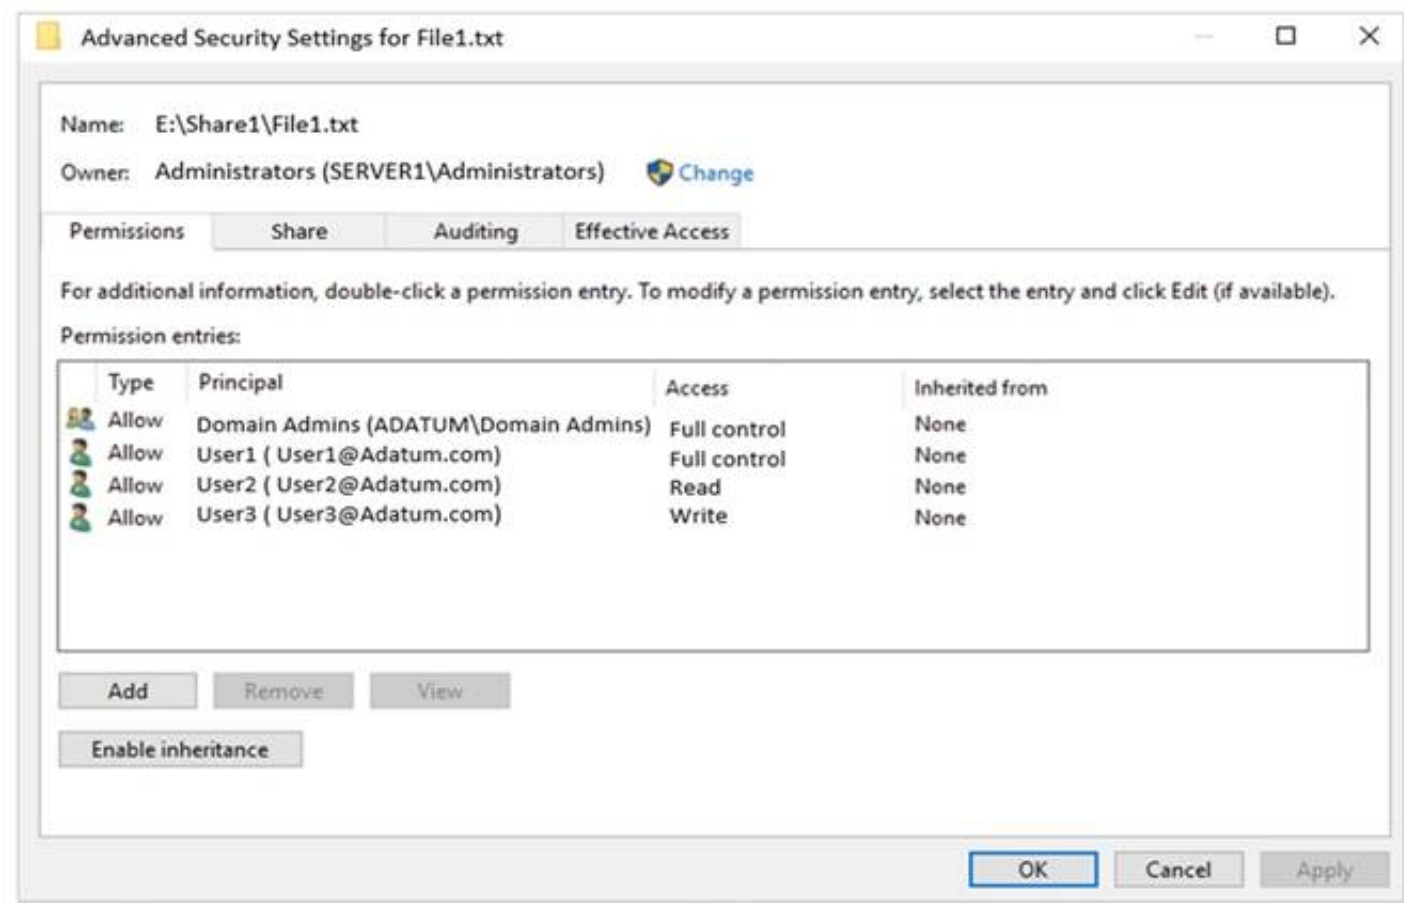 Advanced Security Settings for File1.txt
Name: E:\Share1\File1.txt
Owner: Administrators (SERVER1\Administrators) Change
Permissions Share Auditing Effective Access
For additional information, double-click a permission entry. To modify a permission entry, select the entry and click Edit (if available).
Permission entries:
Type Principal Access Inherited from
Allow Domain Admins (ADATUM\Domain Admins) Full control None
Allow User1 ( User1@Adatum.com) Full control None
Allow User2 ( User2@Adatum.com) Read None
Allow User3 ( User3@Adatum.com) Write None
Add Remove View
Enable inheritance
OK Cancel Apply